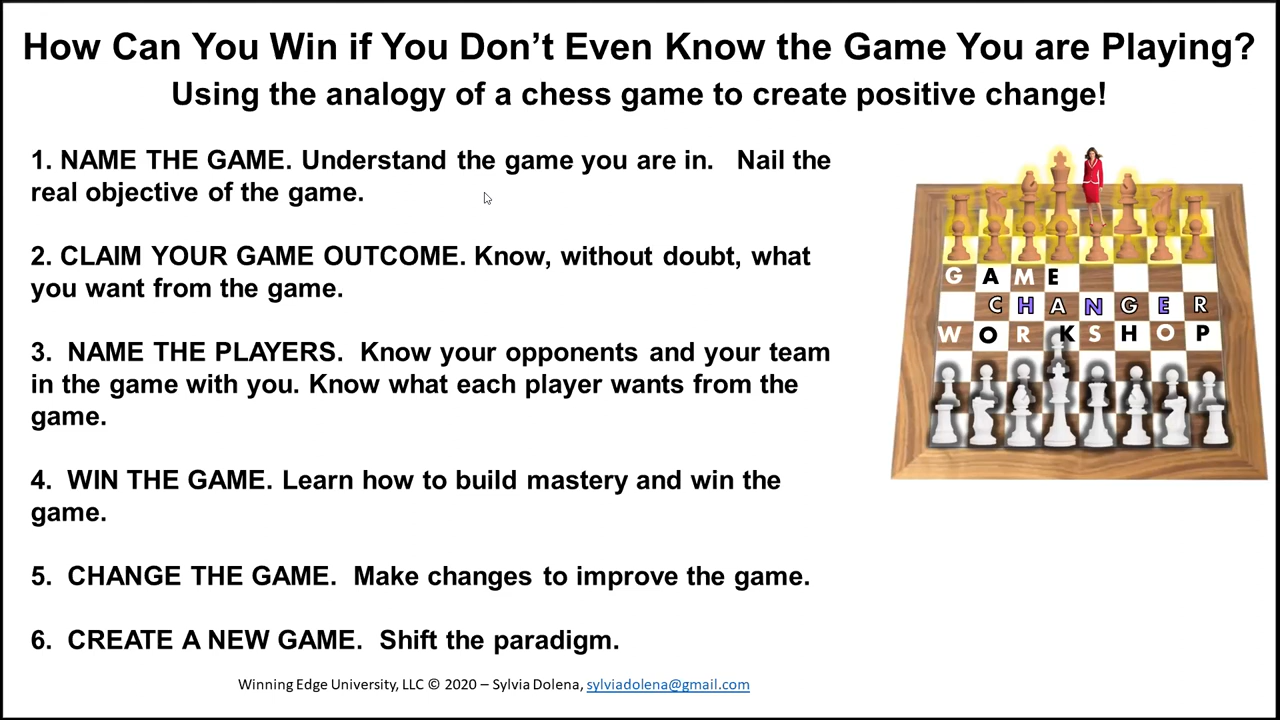 How Can You Win if You Don’t Even Know the Game You are Playing?
Using the analogy of a chess game to create positive change!
1. NAME THE GAME. Understand the game you are in. Nail the
real objective of the game.
2. CLAIM YOUR GAME OUTCOME. Know, without doubt, what
you want from the game.
3. NAME THE PLAYERS. Know your opponents and your team
in the game with you. Know what each player wants from the
game.
4. WIN THE GAME. Learn how to build mastery and win the
game.
5. CHANGE THE GAME. Make changes to improve the game.
6. CREATE A NEW GAME. Shift the paradigm.
GAME
CHANGER
WORKSHOP
Winning Edge University, LLC © 2020 – Sylvia Dolena, sylviadolena@gmail.com